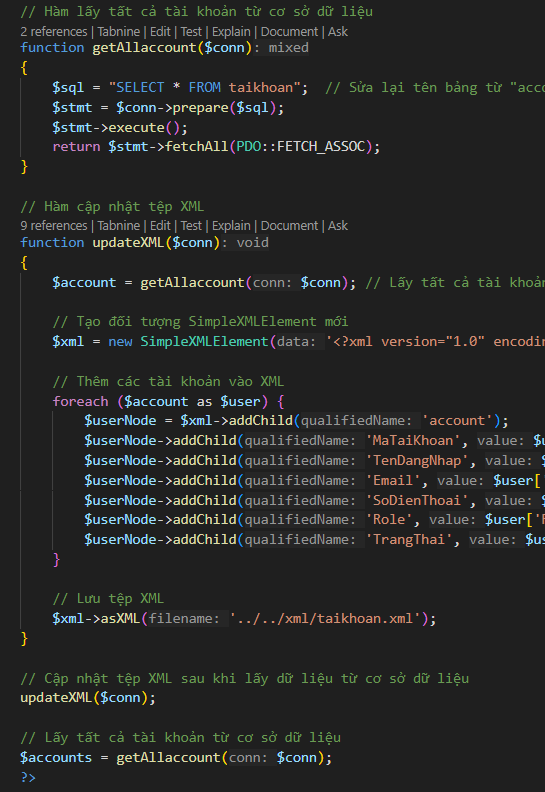 // Hàm lấy tất cả tài khoản từ cơ sở dữ liệu
2 references | Tabnine | Edit | Test | Explain | Document | Ask
function getAllaccount($conn): mixed
{
$sql = "SELECT * FROM taikhoan"; // Sửa lại tên bảng từ "acco
$stmt = $conn->prepare($sql);
$stmt->execute();
return $stmt->fetchAll(PDO::FETCH_ASSOC);
}
// Hàm cập nhật tệp XML
9 references | Tabnine | Edit | Test | Explain | Document | Ask
function updateXML($conn): void
{
$account = getAllaccount(conn: $conn); // Lấy tất cả tài khoản
// Tạo đối tượng SimpleXMLElement mới
$xml = new SimpleXMLElement(data: '<?xml version="1.0" encodin
// Thêm các tài khoản vào XML
foreach ($account as $user) {
$userNode = $xml->addChild(qualifiedName: 'account');
$userNode->addChild(qualifiedName: 'MaTaiKhoan', value: $u
$userNode->addChild(qualifiedName: 'TenDangNhap', value: $
$userNode->addChild(qualifiedName: 'Email', value: $user['
$userNode->addChild(qualifiedName: 'SoDienThoai', value: $
$userNode->addChild(qualifiedName: 'Role', value: $user['R
$userNode->addChild(qualifiedName: 'TrangThai', value: $us
}
// Lưu tệp XML
$xml->asXML(filename: '../../xml/taikhoan.xml');
}
// Cập nhật tệp XML sau khi lấy dữ liệu từ cơ sở dữ liệu
updateXML($conn);
// Lấy tất cả tài khoản từ cơ sở dữ liệu
$accounts = getAllaccount(conn: $conn);
?>